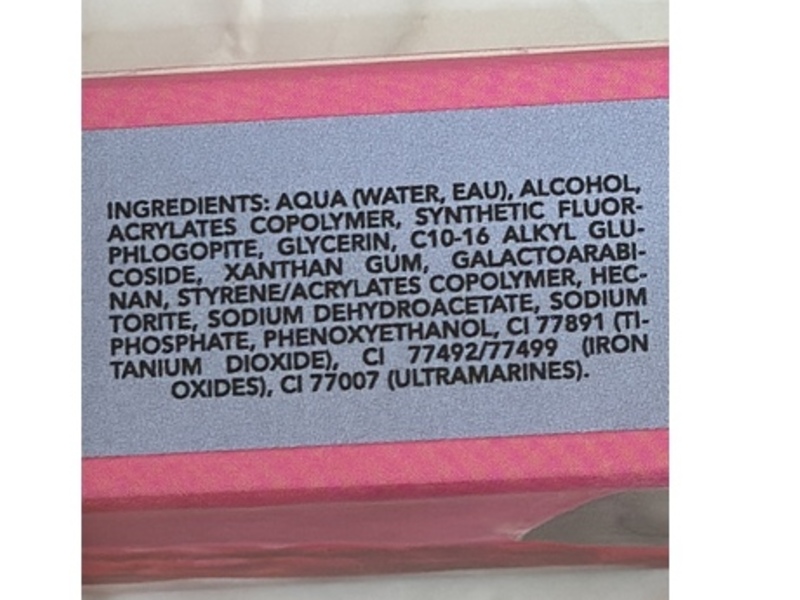 INGREDIENTS: AQUA (WATER, EAU), ALCOHOL,
ACRYLATES COPOLYMER, SYNTHETIC FLUOR-
PHLOGOPITE, GLYCERIN, C10-16 ALKYL GLU-
COSIDE, XANTHAN GUM, GALACTOARABI-
NAN, STYRENE/ACRYLATES COPOLYMER, HEC-
TORITE, SODIUM DEHYDROACETATE, SODIUM
PHOSPHATE, PHENOXYETHANOL, CI 77891 (TI-
TANIUM DIOXIDE), CI 77492/77499 (IRON
OXIDES), CI 77007 (ULTRAMARINES).